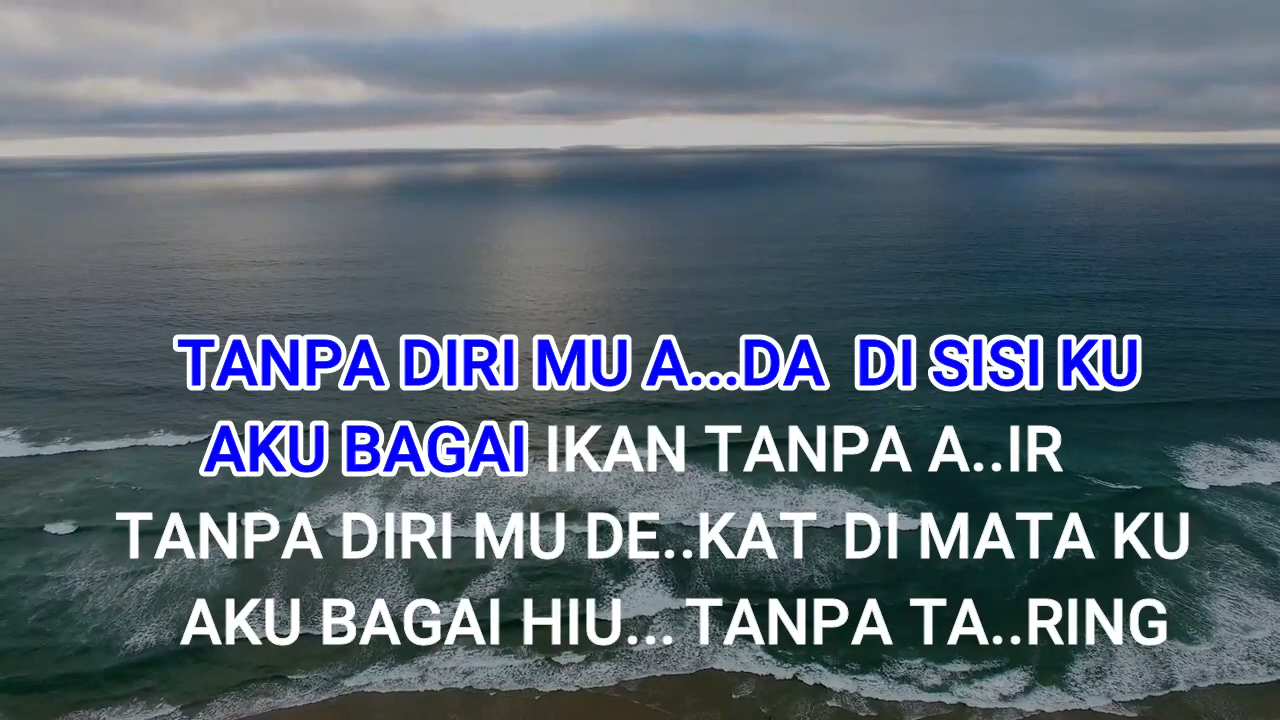 TANPA DIRI MU A...DA DI SISI KU
AKU BAGAI IKAN TANPA A..IR
TANPA DIRI MU DE..KAT DI MATA KU
AKU BAGAI HIU... TANPA TA..RING